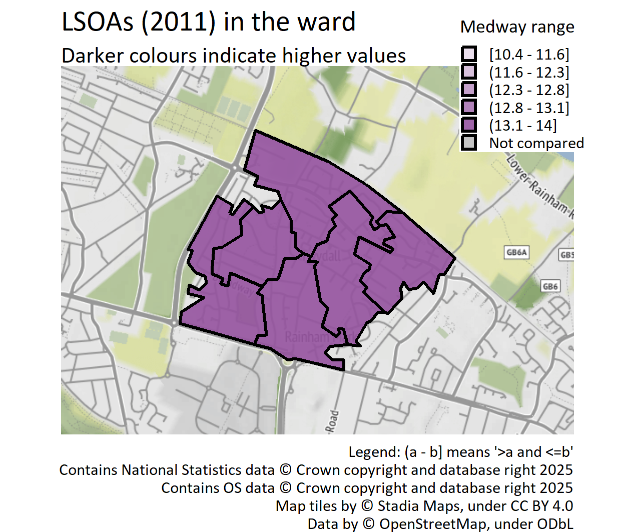 LSOAs (2011) in the ward
Darker colours indicate higher values
Medway range
[10.4 - 11.6]
(11.6 - 12.3]
(12.3 - 12.8]
(12.8 - 13.1]
(13.1 - 14]
Not compared
Lower-Rainham-R
GB6A
GB5
GB6
Rainham
-Road
Legend: (a - b] means '>a and <=b'
Contains National Statistics data © Crown copyright and database right 2025
Contains OS data © Crown copyright and database right 2025
Map tiles by © Stadia Maps, under CC BY 4.0
Data by © OpenStreetMap, under ODbL